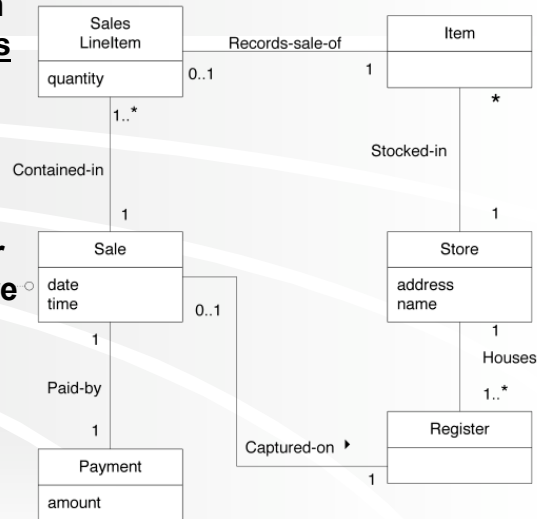 n
s
r
e
Sales
LineItem
quantity
Records-sale-of
0..1
1
Item
1..*
*
Contained-in
Stocked-in
1
1
Sale
date
time
0..1
Store
address
name
1
1
Houses
Paid-by
1..*
1
Captured-on
1
Register
Payment
amount